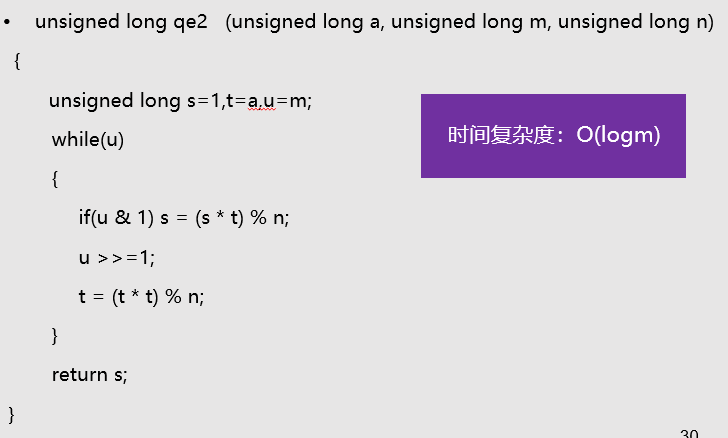 • unsigned long qe2 (unsigned long a, unsigned long m, unsigned long n)
{
unsigned long s=1,t=a,u=m;
时间复杂度：O(logm)
while(u)
{
if(u & 1) s = (s * t) % n;
u >>=1;
t = (t * t) % n;
}
return s;
}
30